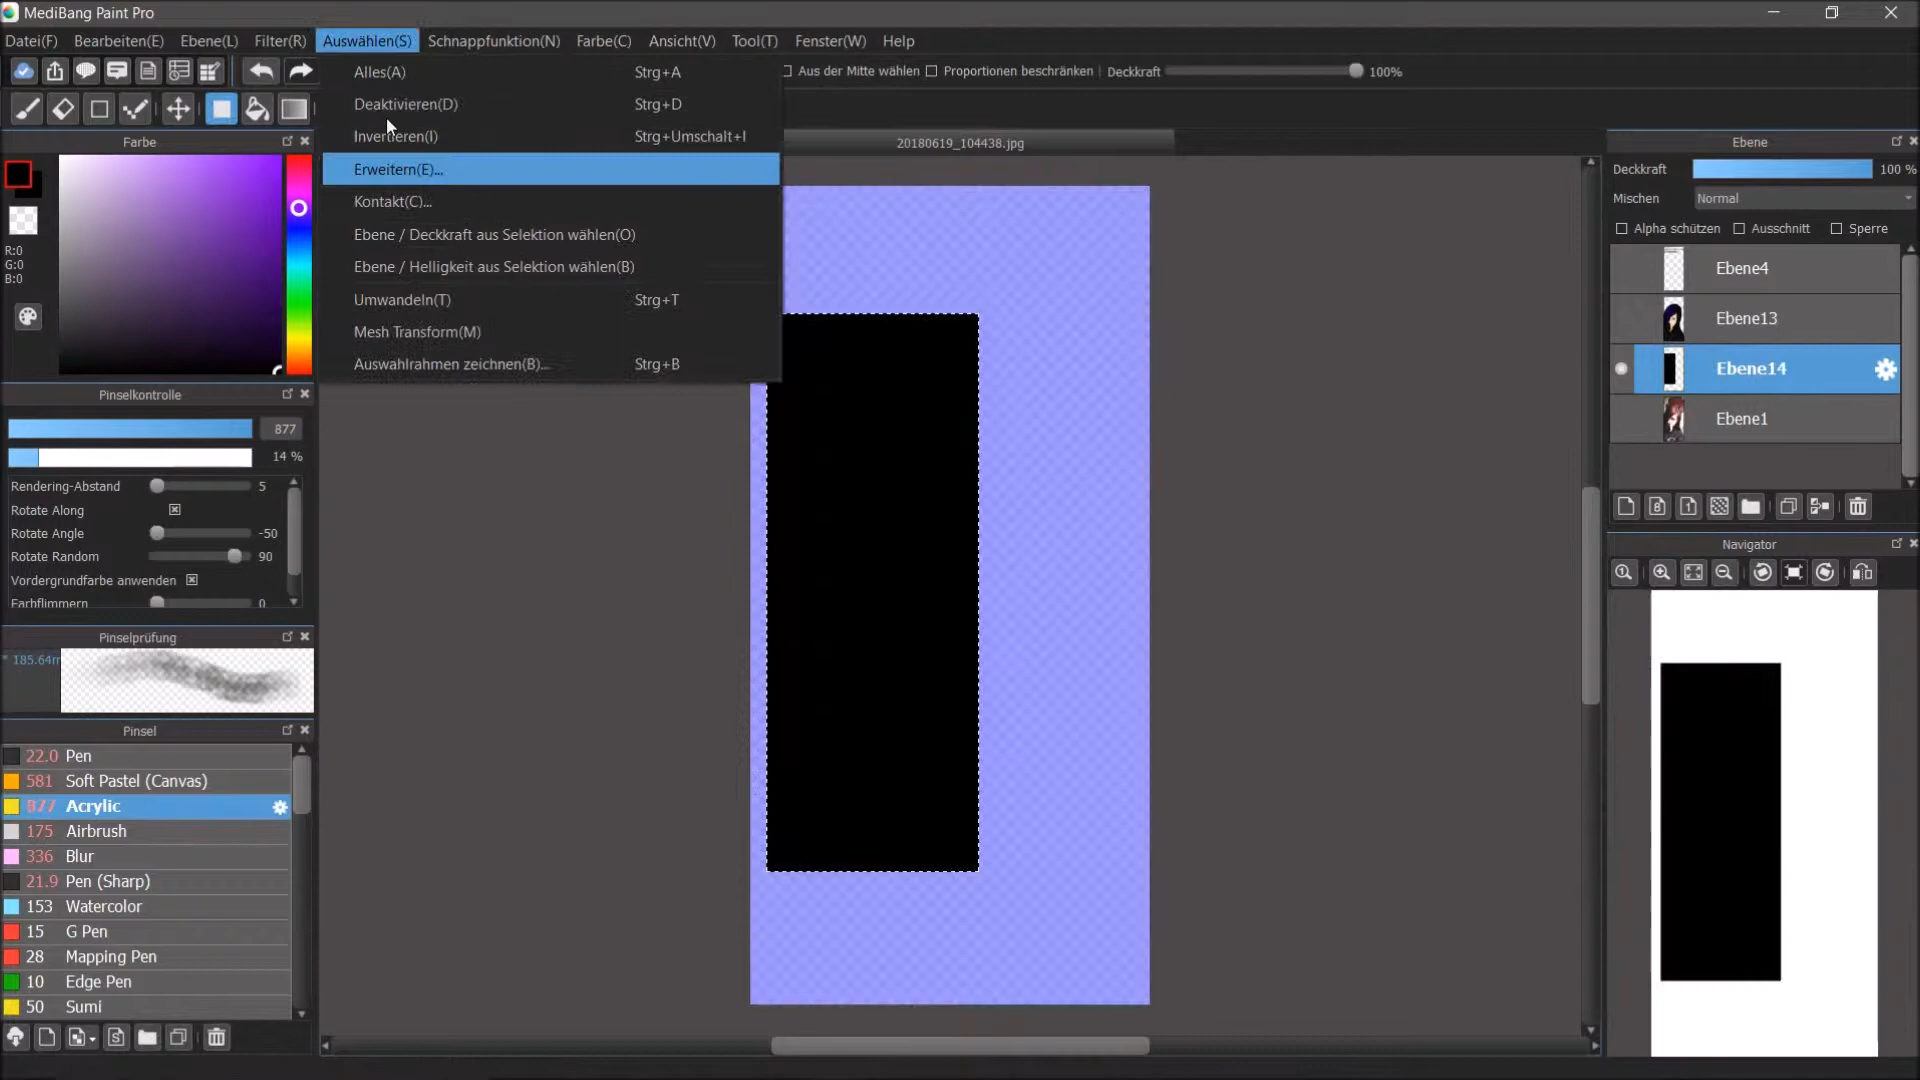 MediBang Paint Pro
Datei(F) Bearbeiten(E) Ebene(L) Filter(R) Auswählen(S) Schnappfunktion(N) Farbe(C) Ansicht(V) Tool(T) Fenster(W) Help
Aus der Mitte wählen Proportionen beschränken Deckkraft 100%
Alles(A) Strg+A
Deaktivieren(D) Strg+D
Invertieren(I) Strg+Umschalt+I
Erweitern(E)...
Kontakt(C)...
Ebene / Deckkraft aus Selektion wählen(O)
Ebene / Helligkeit aus Selektion wählen(B)
Umwandeln(T) Strg+T
Mesh Transform(M)
Auswahlrahmen zeichnen(B)... Strg+B
20180619_104438.jpg
Farbe
R:0
G:0
B:0
Pinselkontrolle
877
14 %
Rendering-Abstand 5
Rotate Along
Rotate Angle -50
Rotate Random 90
Vordergrundfarbe anwenden
Farbflimmern 0
Pinselprüfung
* 185.64m
Pinsel
22.0 Pen
581 Soft Pastel (Canvas)
877 Acrylic
175 Airbrush
336 Blur
21.9 Pen (Sharp)
153 Watercolor
15 G Pen
28 Mapping Pen
10 Edge Pen
50 Sumi
Ebene
Deckkraft 100 %
Mischen Normal
Alpha schützen Ausschnitt Sperre
Ebene4
Ebene13
Ebene14
Ebene1
Navigator